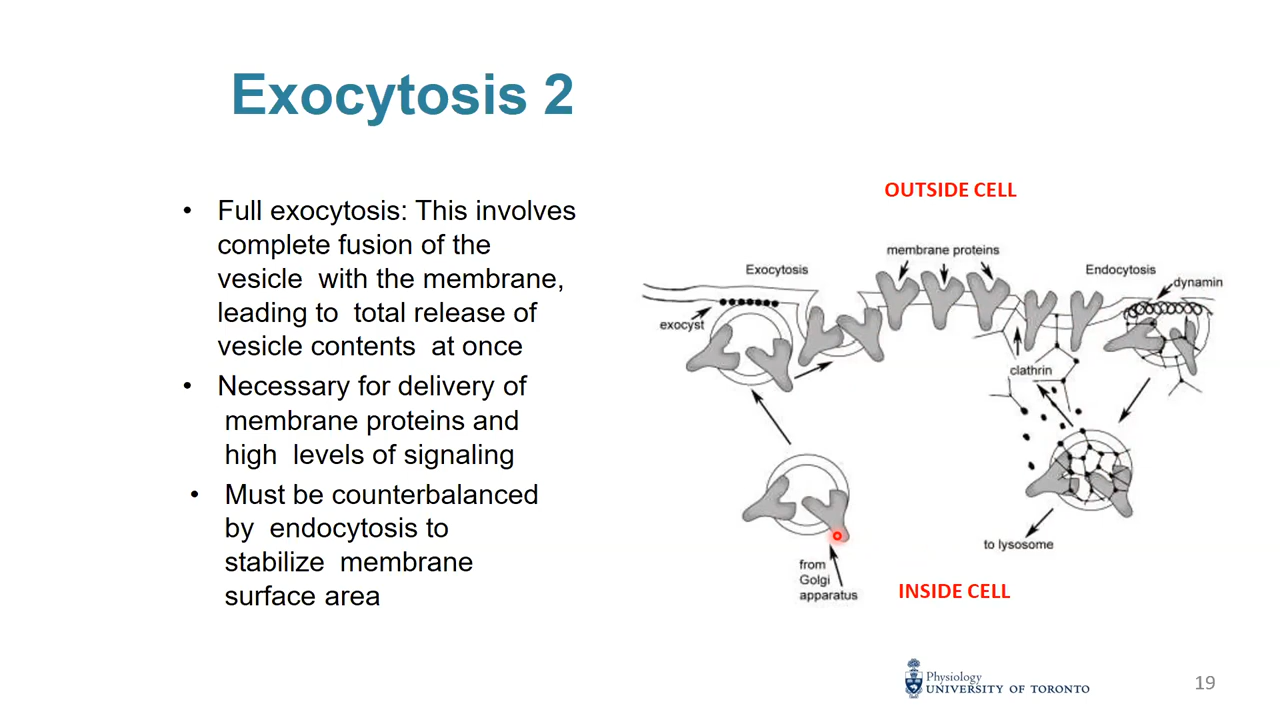 Exocytosis 2
• Full exocytosis: This involves
complete fusion of the
vesicle with the membrane,
leading to total release of
vesicle contents at once
• Necessary for delivery of
membrane proteins and
high levels of signaling
• Must be counterbalanced
by endocytosis to
stabilize membrane
surface area
OUTSIDE CELL
membrane proteins
Exocytosis
Endocytosis
dynamin
exocyst
clathrin
to lysosome
from
Golgi
apparatus
INSIDE CELL
Physiology
UNIVERSITY OF TORONTO
19